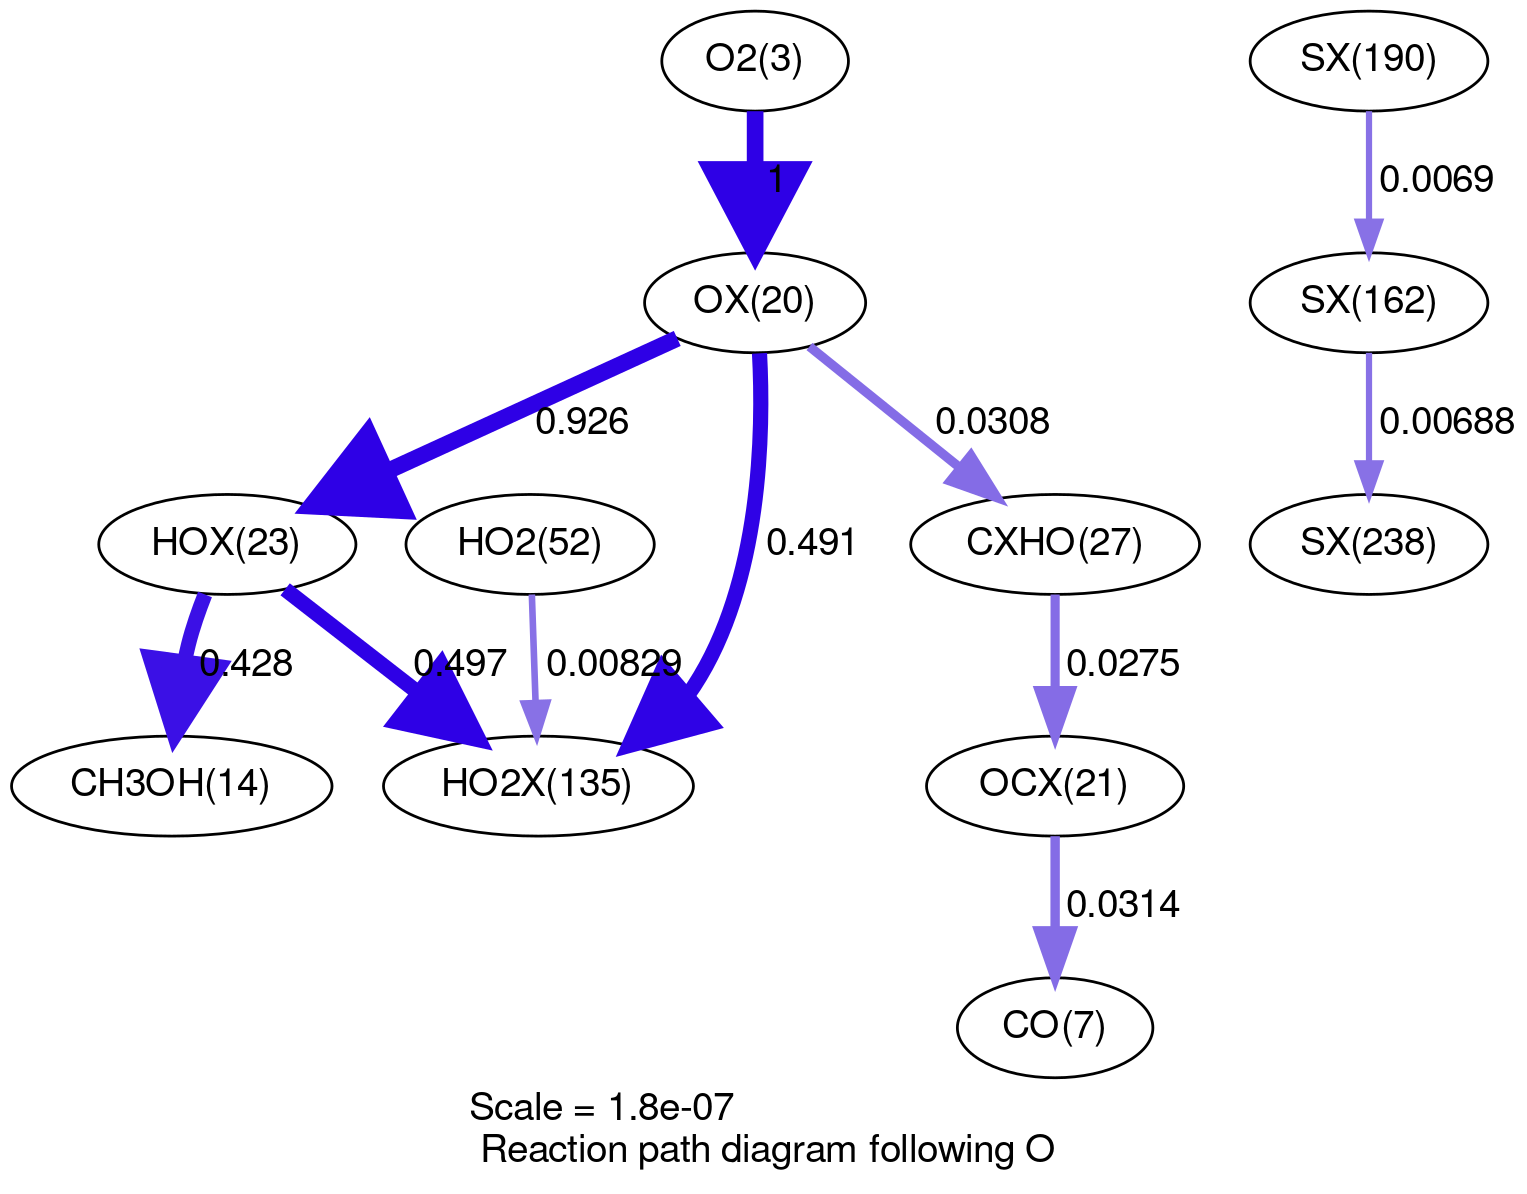 O2(3)
SX(190)
1
0.0069
OX(20)
SX(162)
0.926
0.0308
0.00688
0.491
HOX(23)
HO2(52)
CXHO(27)
SX(238)
0.428
0.497
0.00829
0.0275
CH3OH(14)
HO2X(135)
OCX(21)
0.0314
CO(7)
Scale = 1.8e-07
Reaction path diagram following O